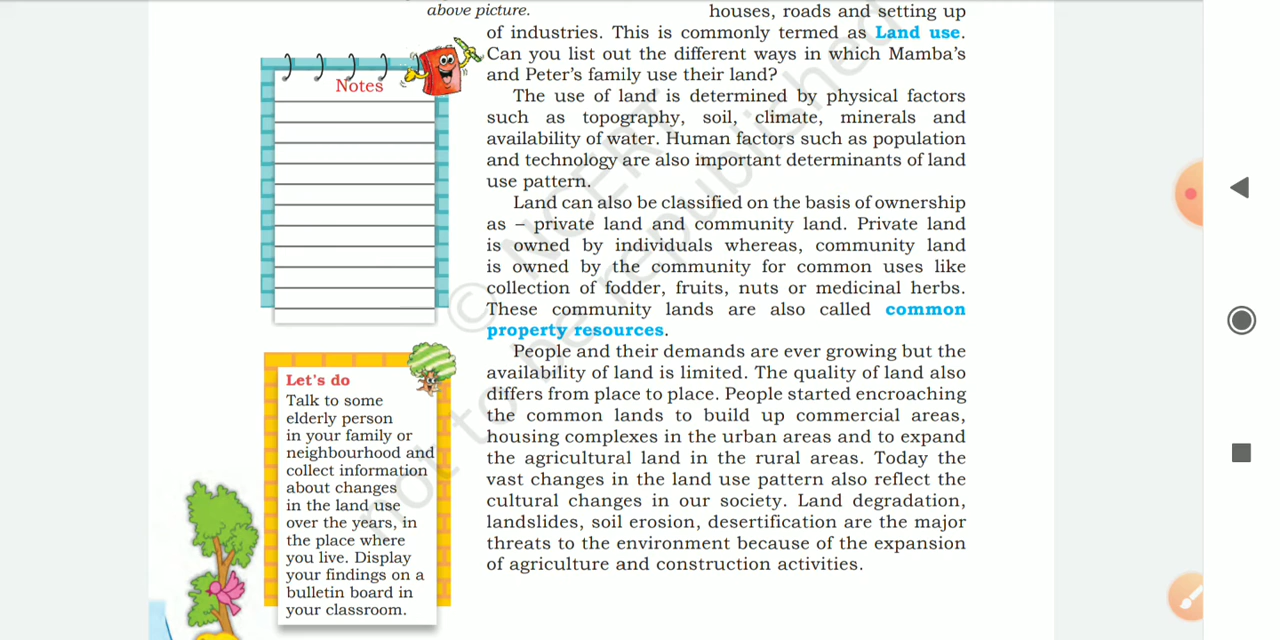 above picture.
houses, roads and setting up
of industries. This is commonly termed as Land use.
Can you list out the different ways in which Mamba's
and Peter's family use their land?
The use of land is determined by physical factors
such as topography, soil, climate, minerals and
availability of water. Human factors such as population
and technology are also important determinants of land
use pattern.
Land can also be classified on the basis of ownership
as – private land and community land. Private land
is owned by individuals whereas, community land
is owned by the community for common uses like
collection of fodder, fruits, nuts or medicinal herbs.
These community lands are also called common
property resources.
People and their demands are ever growing but the
availability of land is limited. The quality of land also
differs from place to place. People started encroaching
the common lands to build up commercial areas,
housing complexes in the urban areas and to expand
the agricultural land in the rural areas. Today the
vast changes in the land use pattern also reflect the
cultural changes in our society. Land degradation,
landslides, soil erosion, desertification are the major
threats to the environment because of the expansion
of agriculture and construction activities.
Notes
Let's do
Talk to some
elderly person
in your family or
neighbourhood and
collect information
about changes
in the land use
over the years, in
the place where
you live. Display
your findings on a
bulletin board in
your classroom.
© NCERT
not to be republished